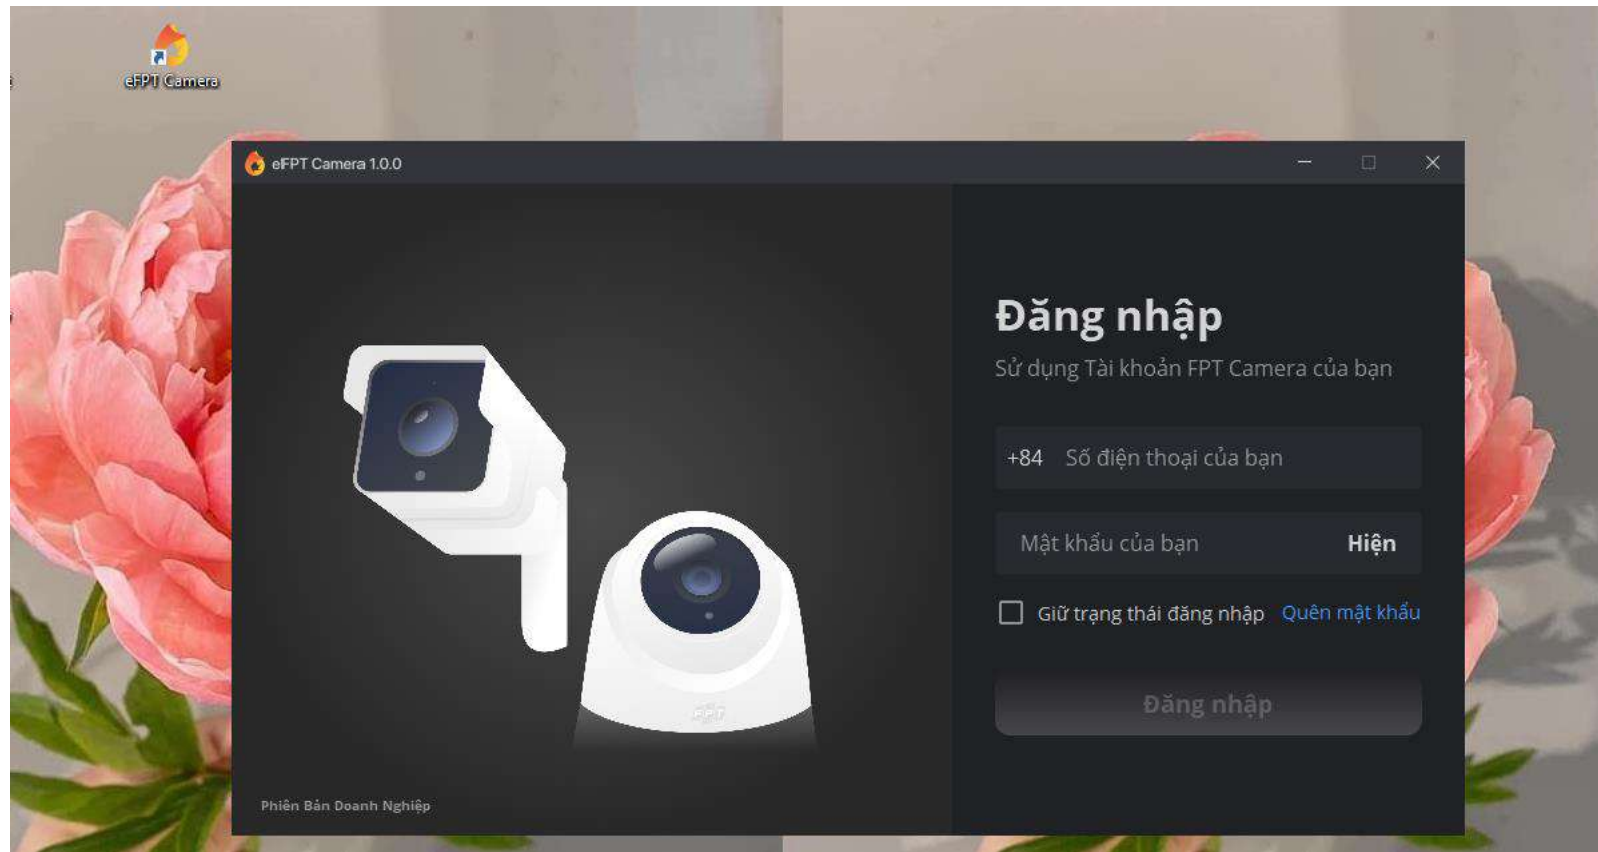 eFPT Camera
eFPT Camera 1.0.0
Đăng nhập
Sử dụng Tài khoản FPT Camera của bạn
+84 Số điện thoại của bạn
Mật khẩu của bạn Hiện
Giữ trạng thái đăng nhập Quên mật khẩu
Đăng nhập
FPT
Phiên Bản Doanh Nghiệp